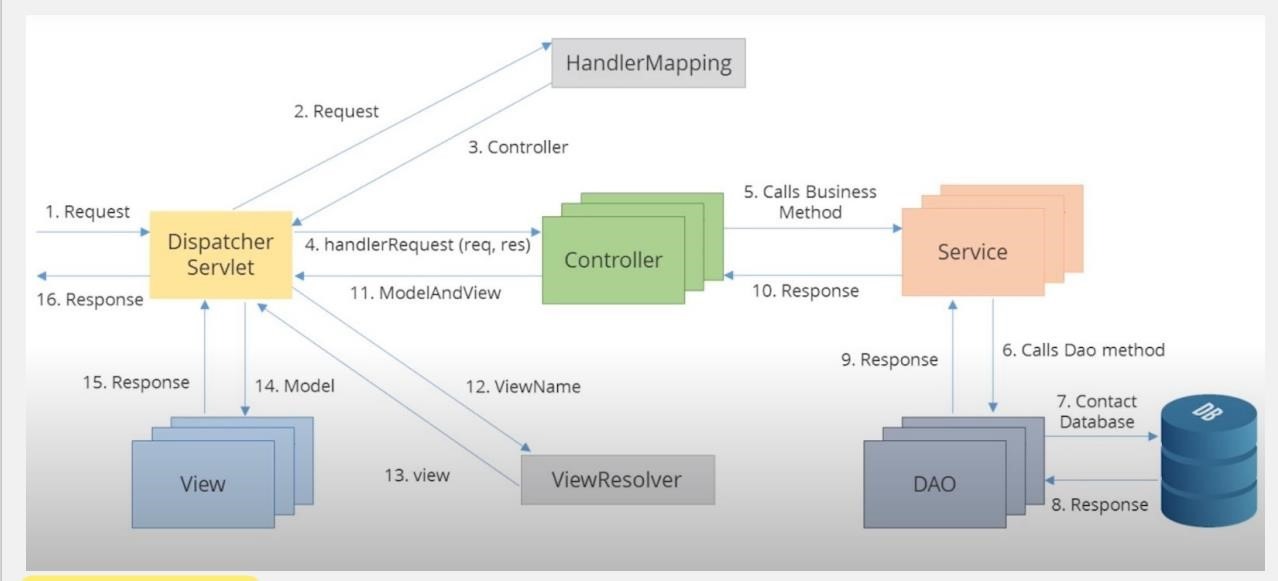 HandlerMapping
2. Request
3. Controller
1. Request
Dispatcher
Servlet
4. handlerRequest (req, res)
Controller
5. Calls Business
Method
Service
16. Response
11. ModelAndView
10. Response
15. Response
14. Model
12. ViewName
9. Response
6. Calls Dao method
7. Contact
Database
DB
View
13. view
ViewResolver
DAO
8. Response